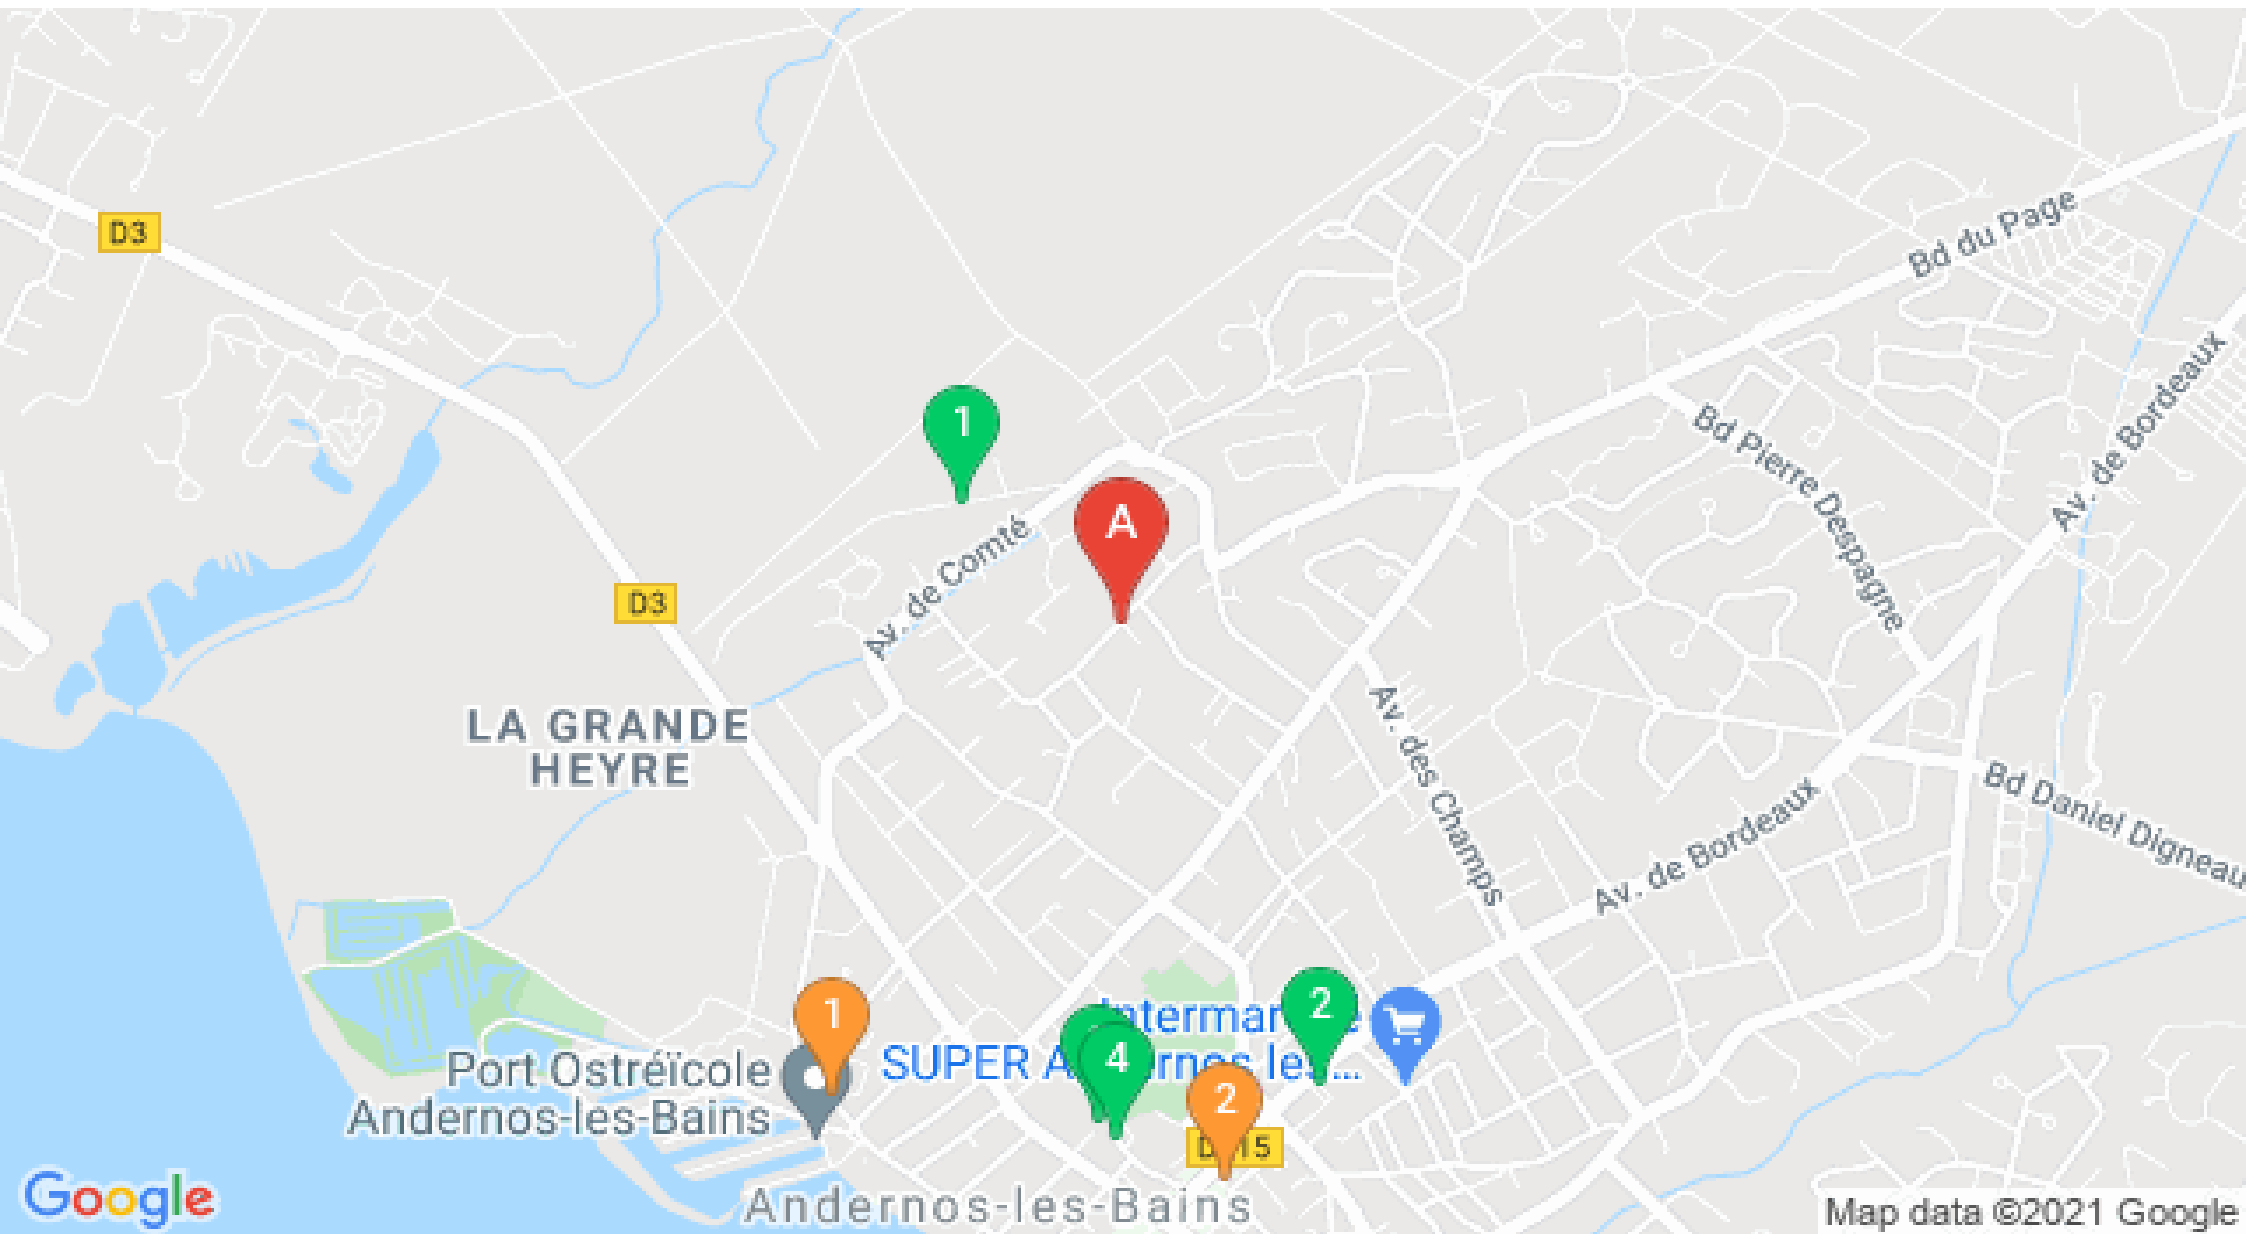 Bd du Page
D3
Av. de Bordeaux
1
Bd Pierre Despagne
A
Av. de Comté
D3
LA GRANDE
HEYRE
Av. des Champs
Bd Daniel Digneau
Av. de Bordeaux
1
2
4
2
Port Ostréïcole
Andernos-les-Bains
SUPER
Andernos-les-Bains
Google
Map data ©2021 Google